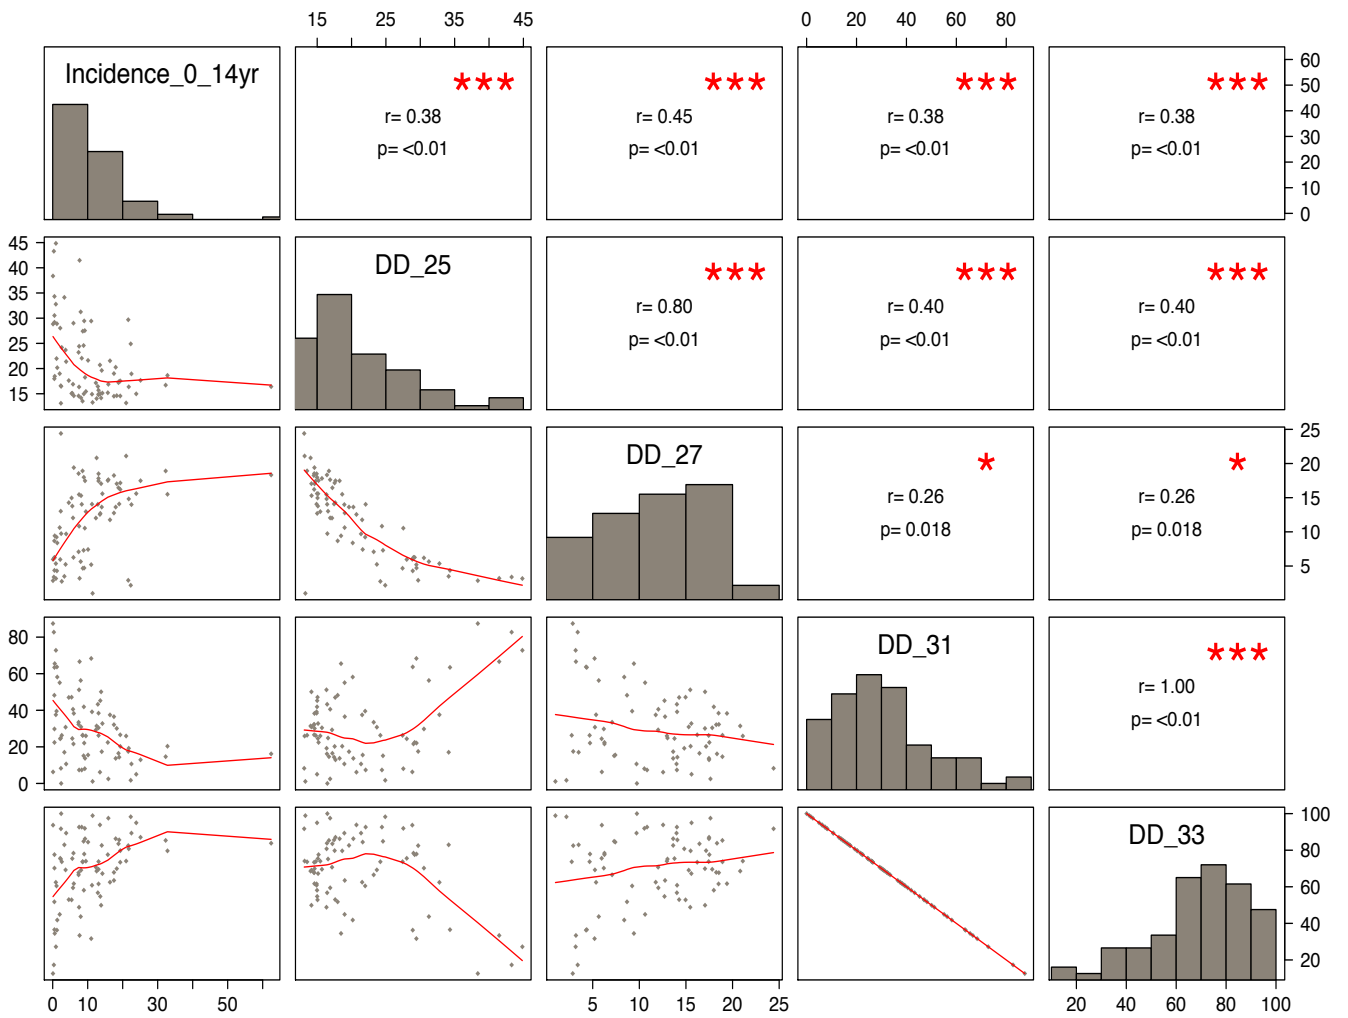 15 25 35 45 0 20 40 60 80
Incidence_0_14yr
***
r= 0.38
p= <0.01
***
r= 0.45
p= <0.01
***
r= 0.38
p= <0.01
***
r= 0.38
p= <0.01
60
50
40
30
20
10
0
45
40
35
30
25
20
15
DD_25
***
r= 0.80
p= <0.01
***
r= 0.40
p= <0.01
***
r= 0.40
p= <0.01
DD_27
*
r= 0.26
p= 0.018
*
r= 0.26
p= 0.018
25
20
15
10
5
80
60
40
20
0
DD_31
***
r= 1.00
p= <0.01
DD_33
100
80
60
40
20
0 10 30 50 5 10 15 20 25 20 40 60 80 100